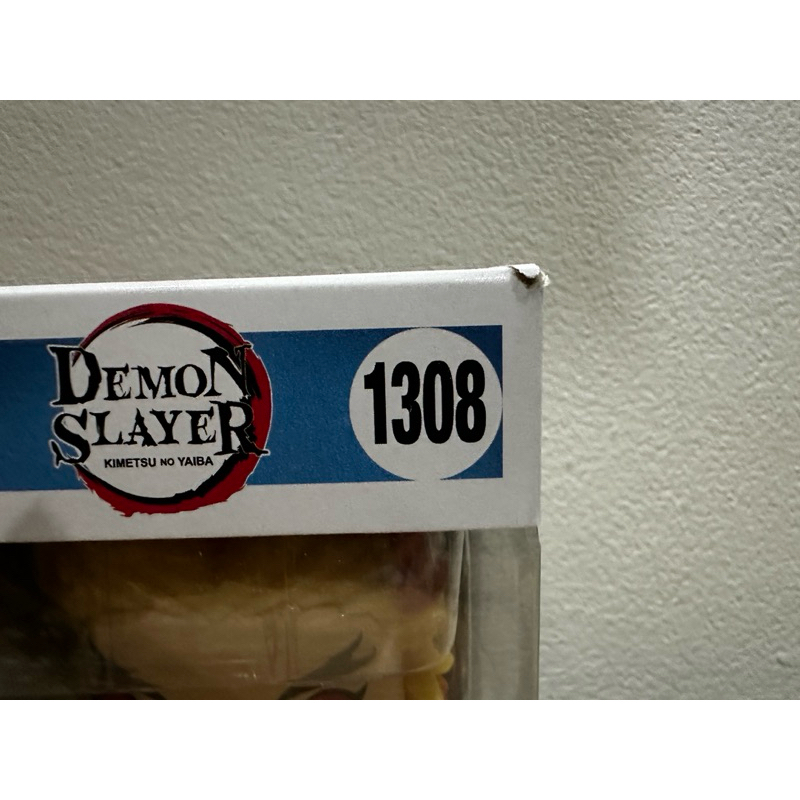 DEMON
SLAYER
KIMETSU NO YAIBA
1308